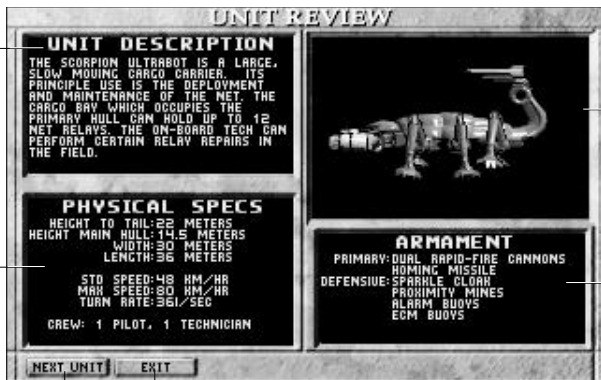 UNIT REVIEW
UNIT DESCRIPTION
THE SCORPION ULTRABOT IS A LARGE,
SLOW MOVING CARGO CARRIER. ITS
PRINCIPLE USE IS THE DEPLOYMENT
AND MAINTENANCE OF THE NET. THE
CARGO BAY WHICH OCCUPIES THE
PRIMARY HULL CAN HOLD UP TO 12
NET RELAYS. THE ON-BOARD TECH CAN
PERFORM CERTAIN RELAY REPAIRS IN
THE FIELD.
PHYSICAL SPECS
HEIGHT TO TAIL:22 METERS
HEIGHT MAIN HULL:14.5 METERS
WIDTH:30 METERS
LENGTH:36 METERS
STD SPEED:48 KM/HR
MAX SPEED:80 KM/HR
TURN RATE:361/SEC
CREW: 1 PILOT, 1 TECHNICIAN
ARMAMENT
PRIMARY:DUAL RAPID-FIRE CANNONS
HOMING MISSILE
DEFENSIVE:SPARKLE CLOAK
PROXIMITY MINES
ALARM BUOYS
ECM BUOYS
NEXT UNIT
EXIT